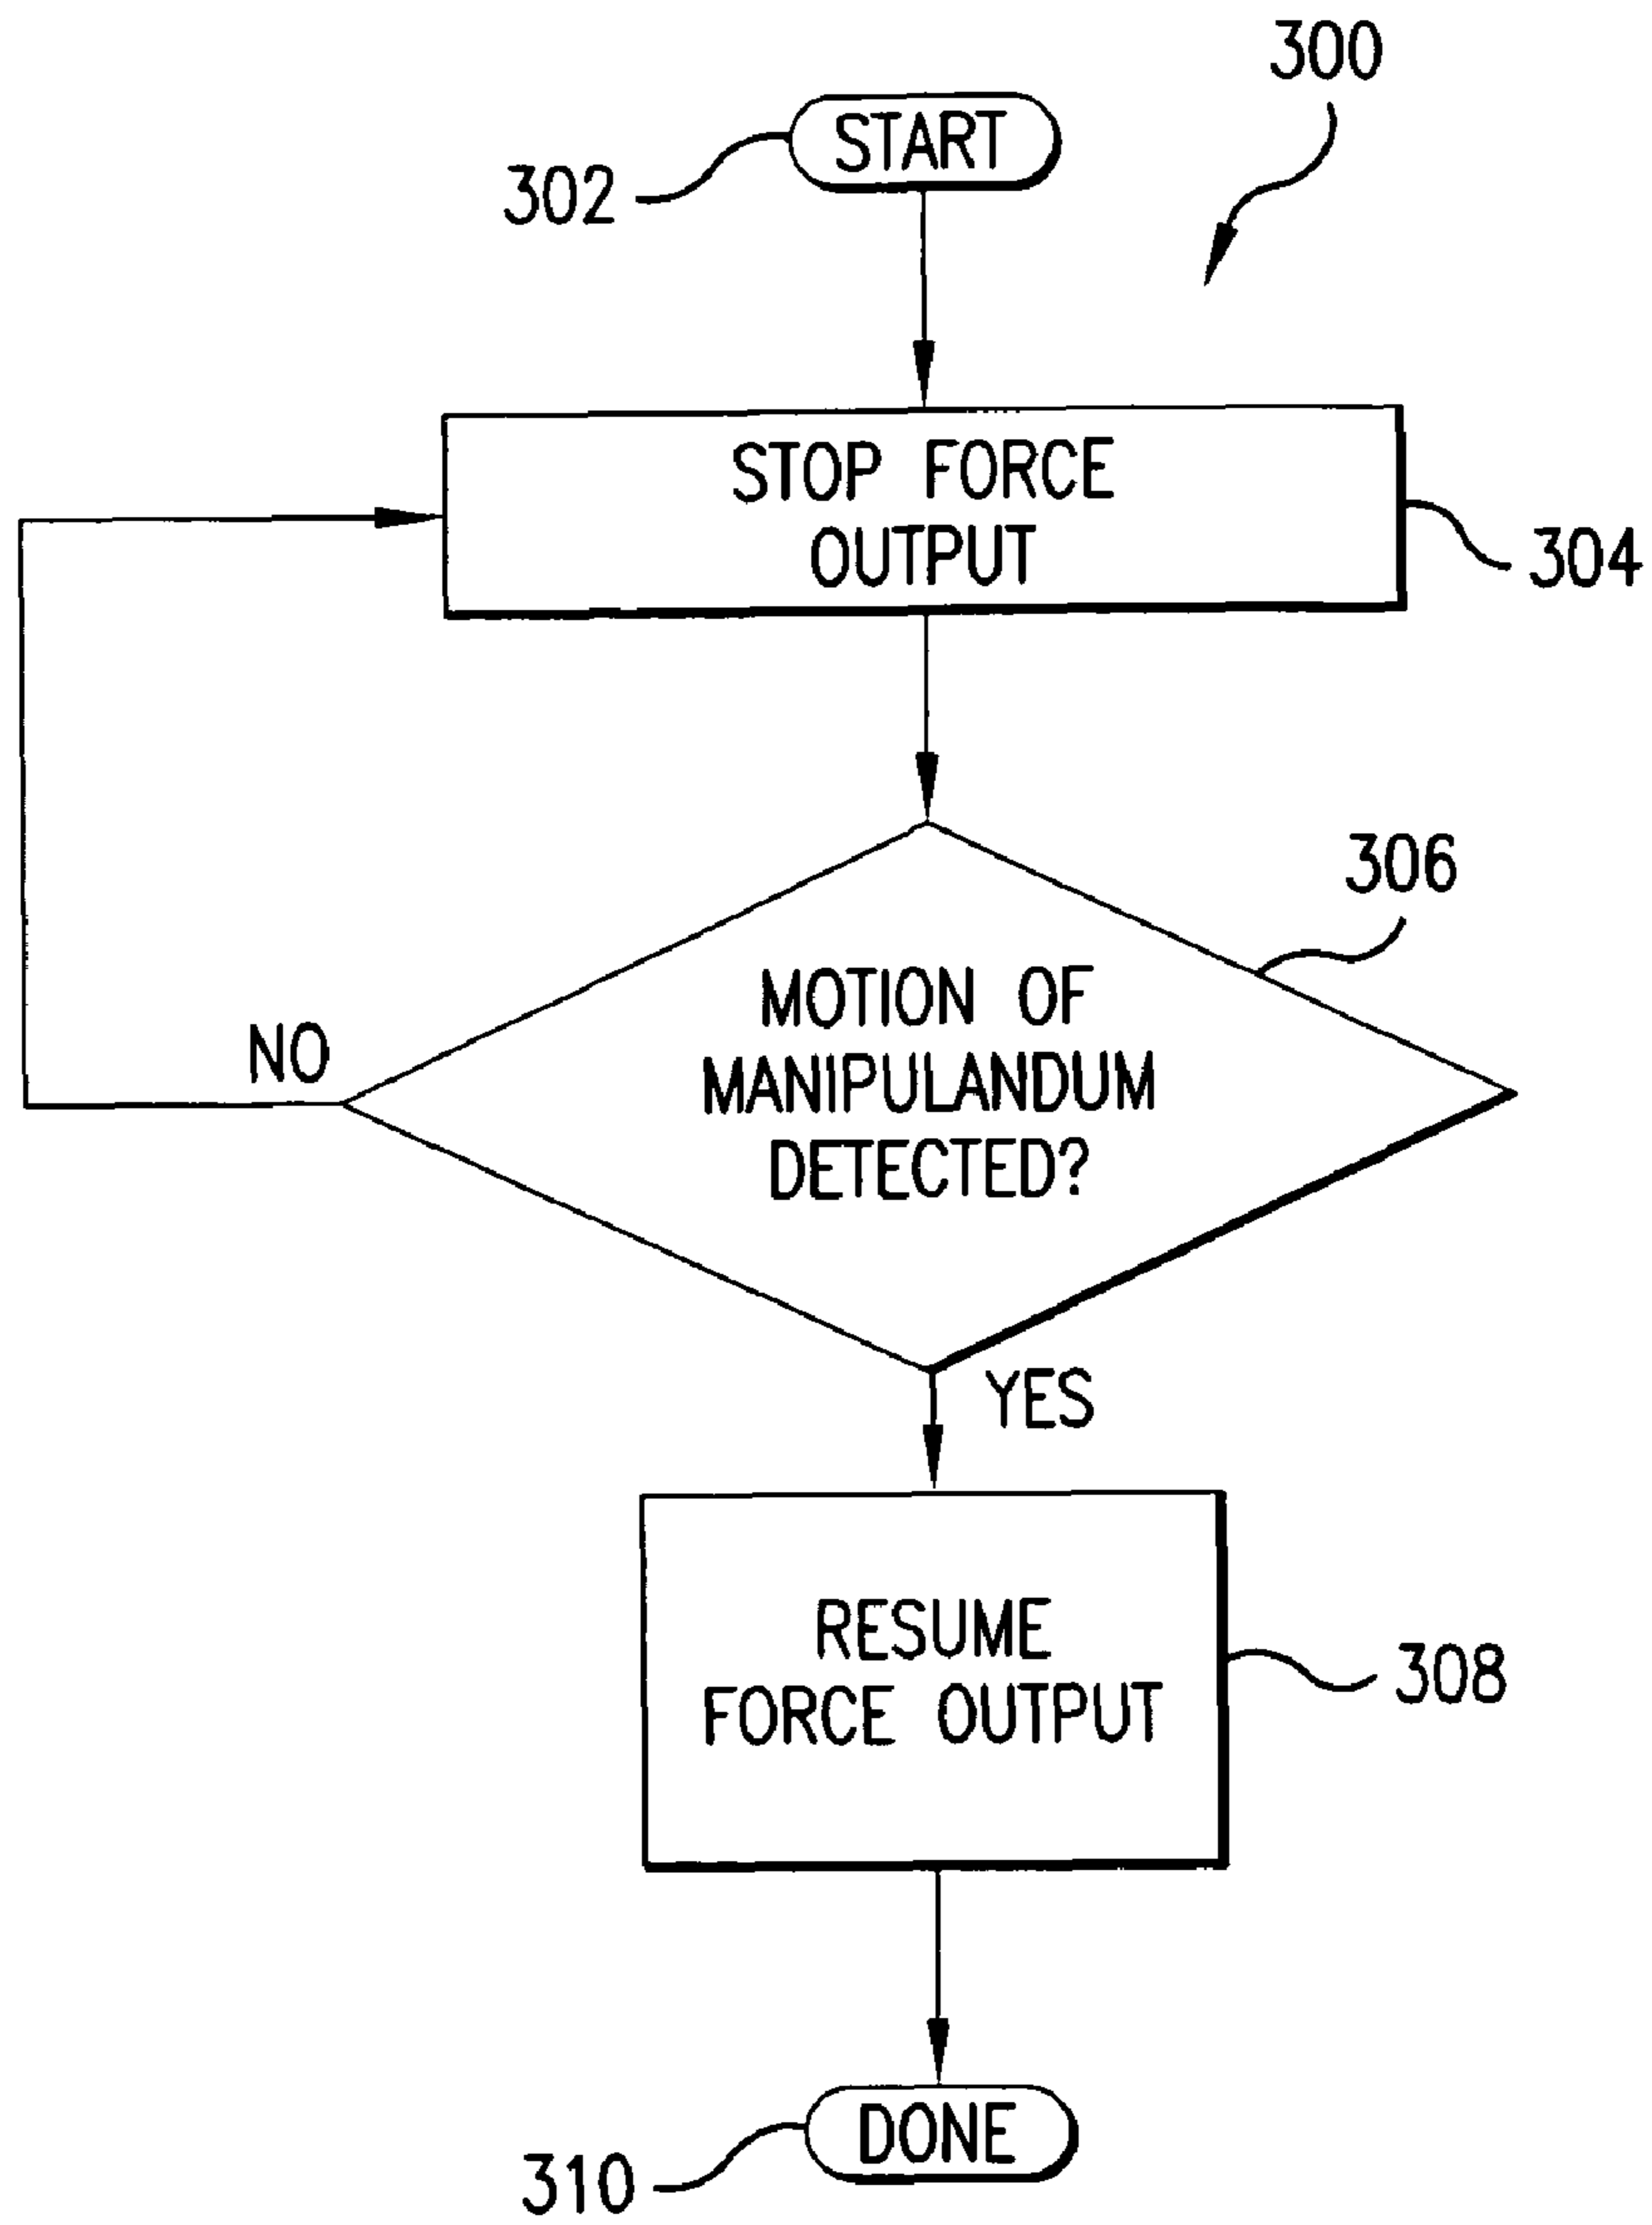 300
START
302
STOP FORCE
OUTPUT
304
306
MOTION OF
MANIPULANDUM
DETECTED?
NO
YES
RESUME
FORCE OUTPUT
308
DONE
310